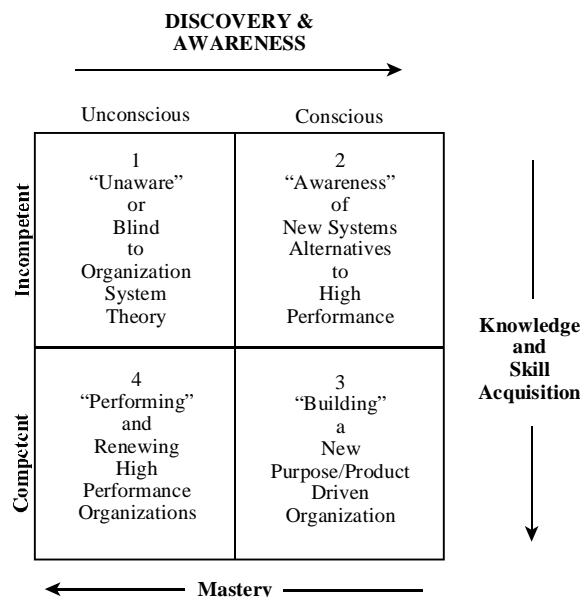 DISCOVERY &
AWARENESS
Unconscious
Conscious
Incompetent
1
“Unaware”
or
Blind
to
Organization
System
Theory
2
“Awareness”
of
New Systems
Alternatives
to
High
Performance
Knowledge
and
Skill
Acquisition
Competent
4
“Performing”
and
Renewing
High
Performance
Organizations
3
“Building”
a
New
Purpose/Product
Driven
Organization
Mastery